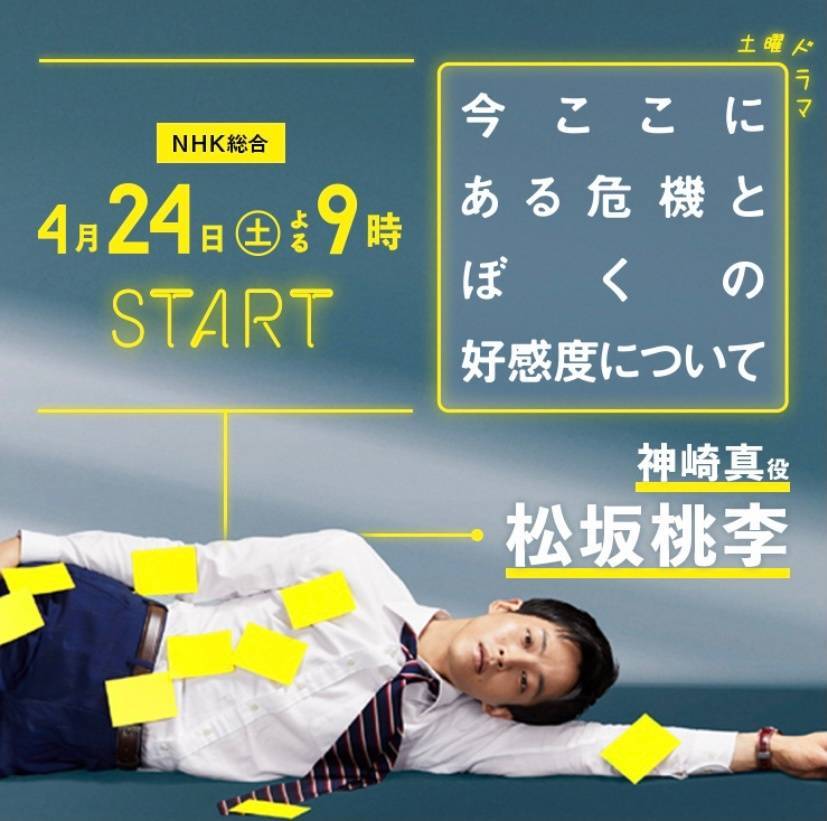 NHK総合
4月24日(土)よる9時
START
土曜ドラマ
今ここに
ある危機と
ぼくの
好感度について
神崎真役
松坂桃李